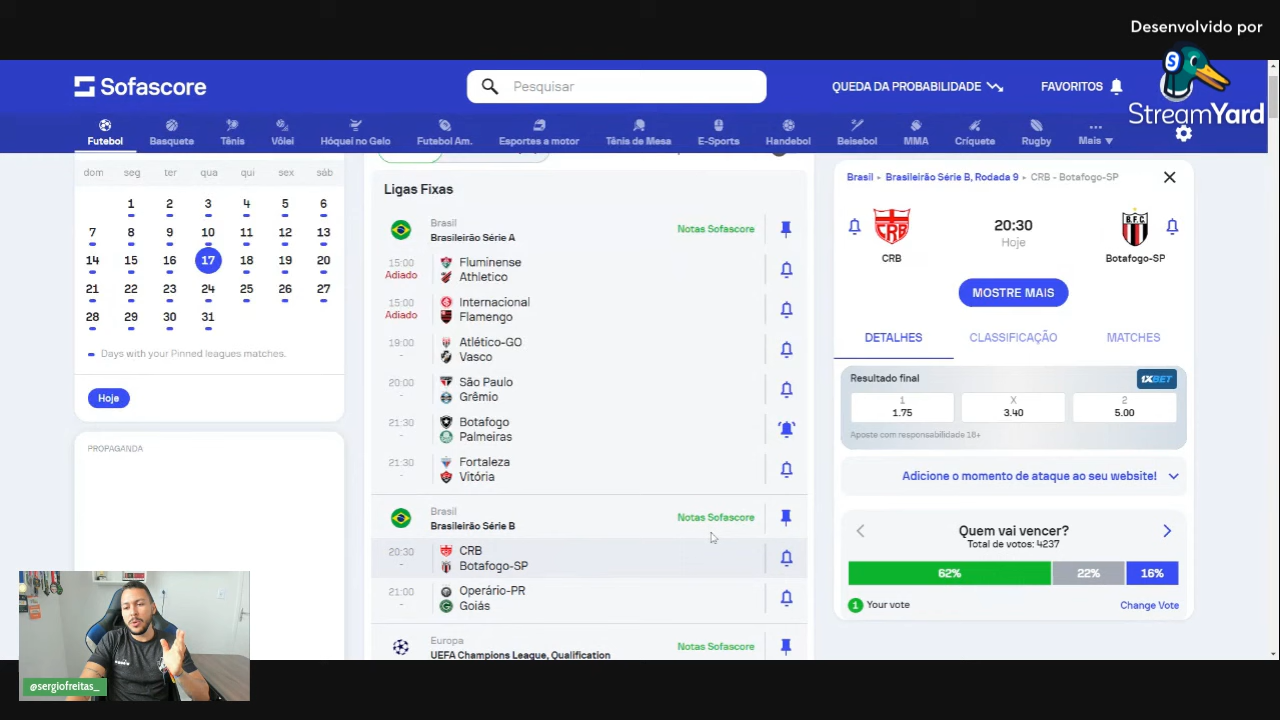 Desenvolvido por
StreamYard
Sofascore
Pesquisar
QUEDA DA PROBABILIDADE
FAVORITOS
Futebol
Basquete
Tênis
Vôlei
Hóquei no Gelo
Futebol Am.
Esportes a motor
Tênis de Mesa
E-Sports
Handebol
Beisebol
MMA
Críquete
Rugby
Mais
dom seg ter qua qui sex sáb
1 2 3 4 5 6
7 8 9 10 11 12 13
14 15 16 17 18 19 20
21 22 23 24 25 26 27
28 29 30 31
Days with your Pinned leagues matches.
Hoje
PROPAGANDA
@sergiofreitas_
Ligas Fixas
Brasil
Brasileirão Série A
Notas Sofascore
15:00 Fluminense
Adiado Athletico
15:00 Internacional
Adiado Flamengo
19:00 Atlético-GO
- Vasco
20:00 São Paulo
- Grêmio
21:30 Botafogo
- Palmeiras
21:30 Fortaleza
- Vitória
Brasil
Brasileirão Série B
Notas Sofascore
20:30 CRB
- Botafogo-SP
21:00 Operário-PR
- Goiás
Europa
UEFA Champions League, Qualification
Notas Sofascore
Brasil Brasileirão Série B, Rodada 9 CRB - Botafogo-SP
CRB
20:30
Hoje
B.F.C.
CRB
Botafogo-SP
MOSTRE MAIS
DETALHES CLASSIFICAÇÃO MATCHES
Resultado final
1XBET
1 X 2
1.75 3.40 5.00
Aposte com responsabilidade 18+
Adicione o momento de ataque ao seu website!
Quem vai vencer?
Total de votos: 4237
62% 22% 16%
1 Your vote
Change Vote